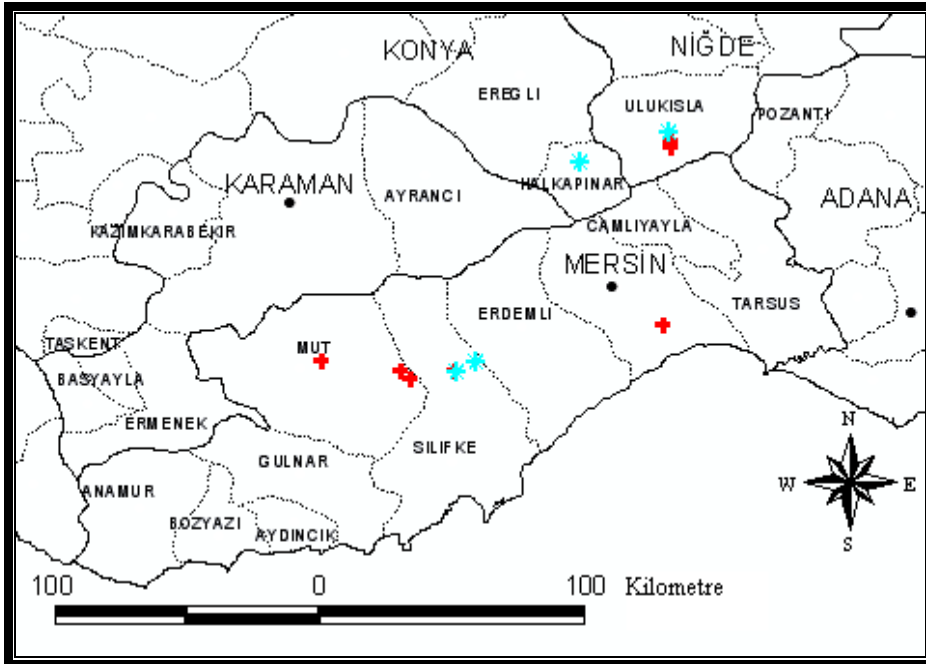 KONYA
NİĞDE
EREGLI
ULUKISLA
POZANTI
HALKAPINAR
KARAMAN
AYRANCI
ADANA
CAMLIYAYLA
KAZIMKARABEKIR
MERSİN
TARSUS
ERDEMLI
TASKENT
MUT
BASYAYLA
ERMENEK
SILIFKE
GULNAR
ANAMUR
BOZYAZI
AYDINCIK
N
W E
S
100 0 100 Kilometre